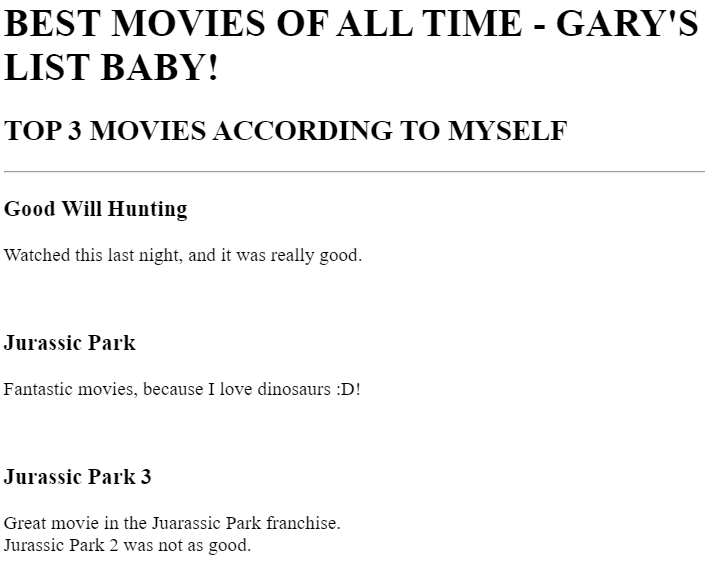 BEST MOVIES OF ALL TIME - GARY'S
LIST BABY!
TOP 3 MOVIES ACCORDING TO MYSELF
Good Will Hunting
Watched this last night, and it was really good.
Jurassic Park
Fantastic movies, because I love dinosaurs :D!
Jurassic Park 3
Great movie in the Juarassic Park franchise.
Jurassic Park 2 was not as good.